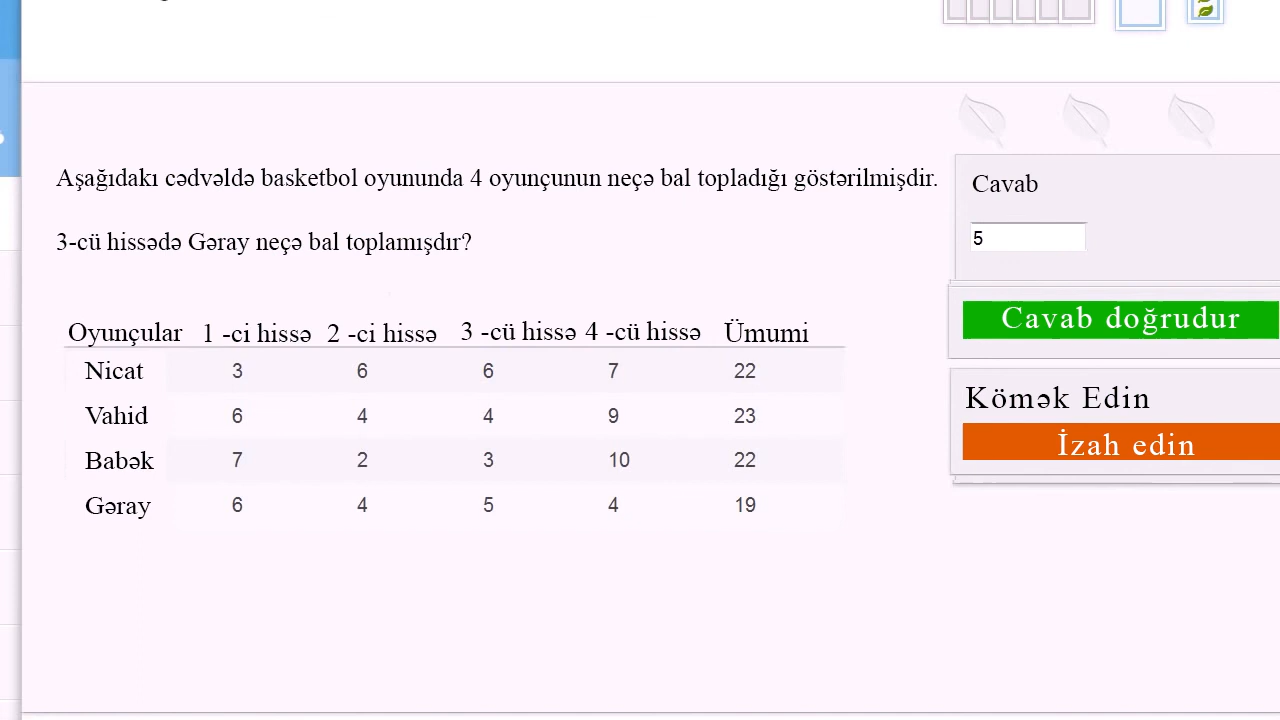 Aşağıdakı cədvəldə basketbol oyununda 4 oyunçunun neçə bal topladığı göstərilmişdir.
3-cü hissədə Gəray neçə bal toplamışdır?
Oyunçular 1 -ci hissə 2 -ci hissə 3 -cü hissə 4 -cü hissə Ümumi
Nicat 3 6 6 7 22
Vahid 6 4 4 9 23
Babək 7 2 3 10 22
Gəray 6 4 5 4 19
Cavab
5
Cavab doğrudur
Kömək Edin
İzah edin